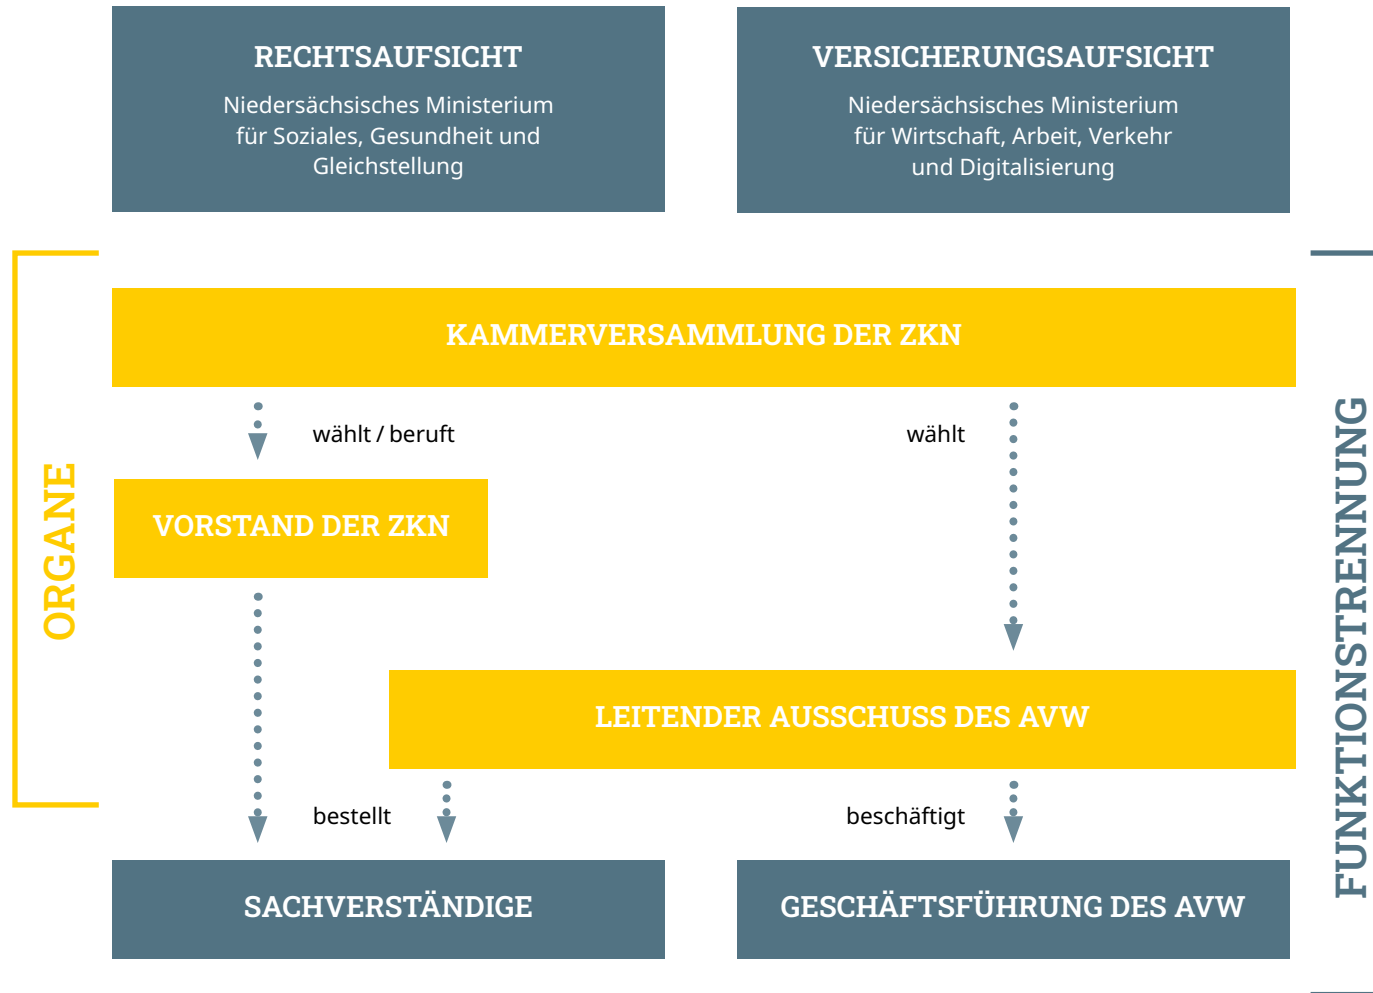 RECHTSAUFSICHT
Niedersächsisches Ministerium
für Soziales, Gesundheit und
Gleichstellung
VERSICHERUNGSAUFSICHT
Niedersächsisches Ministerium
für Wirtschaft, Arbeit, Verkehr
und Digitalisierung
ORGANE
KAMMERVERSAMMLUNG DER ZKN
wählt / beruft
wählt
VORSTAND DER ZKN
LEITENDER AUSSCHUSS DES AVW
bestellt
beschäftigt
SACHVERSTÄNDIGE
GESCHÄFTSFÜHRUNG DES AVW
FUNKTIONSTRENNUNG